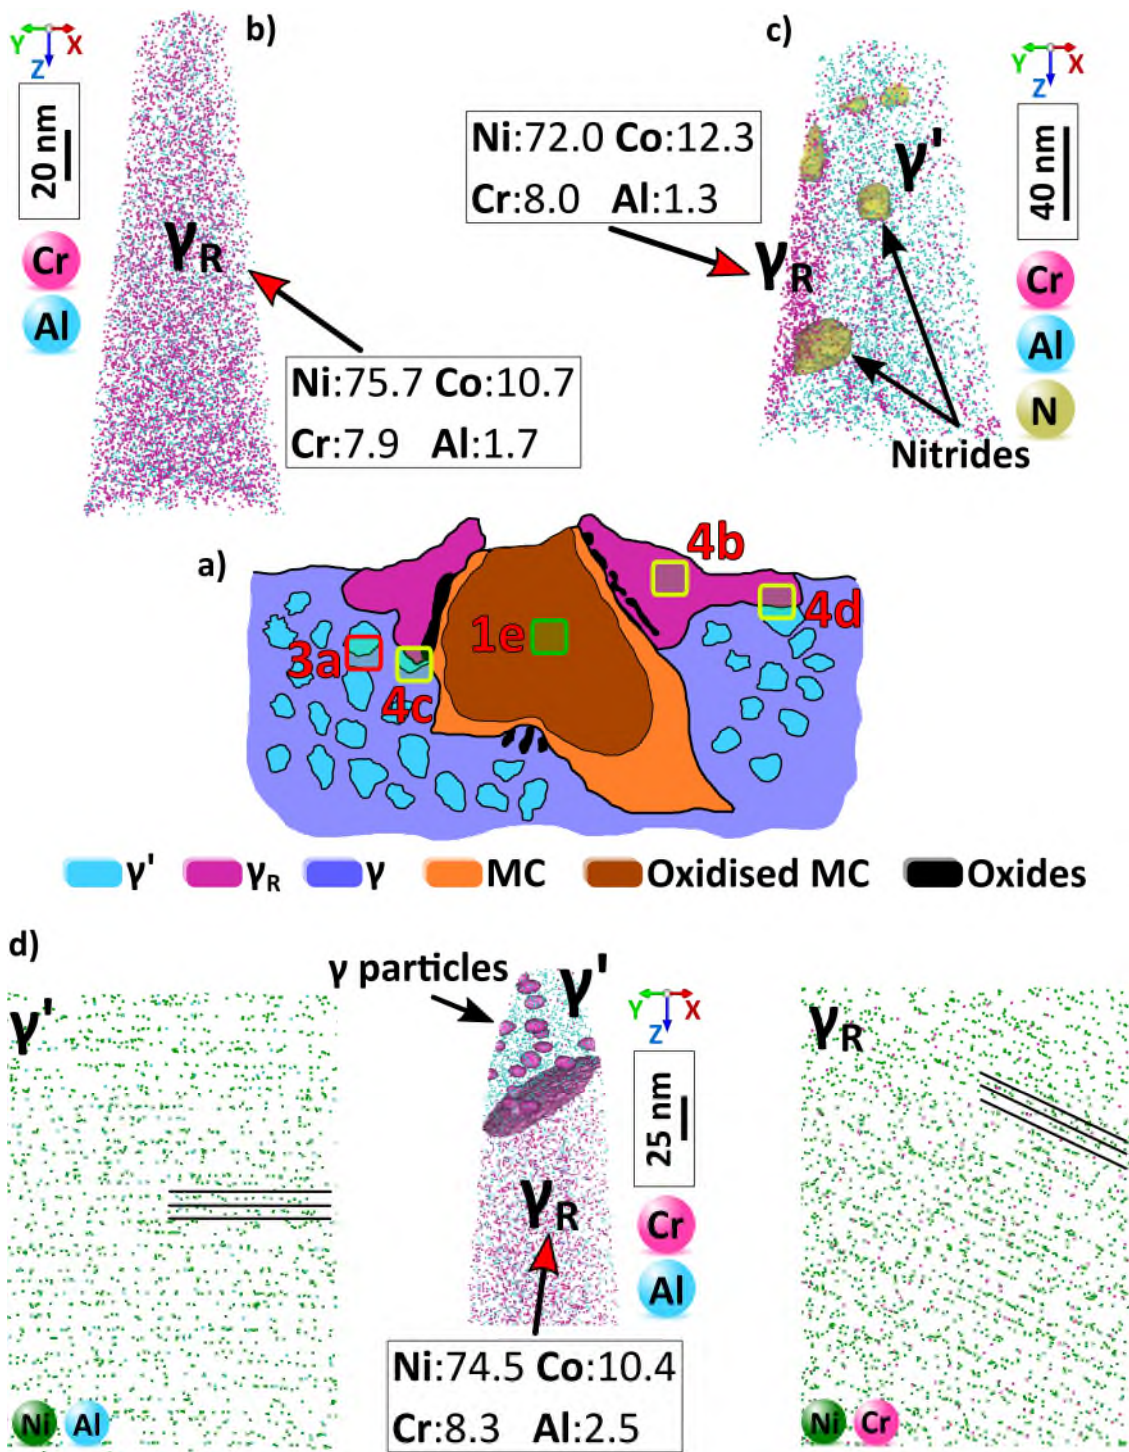 b)
Y X
Z
20 nm
Cr
Al
γR
Ni:75.7 Co:10.7
Cr:7.9 Al:1.7
c)
Y X
Z
40 nm
Cr
Al
N
Ni:72.0 Co:12.3
Cr:8.0 Al:1.3
γ'
γR
Nitrides
a)
4b
4d
1e
3a
4c
γ' γR γ MC Oxidised MC Oxides
d)
γ'
Ni Al
γ particles
γ'
Y X
Z
25 nm
γR
Cr
Al
Ni:74.5 Co:10.4
Cr:8.3 Al:2.5
γR
Ni Cr